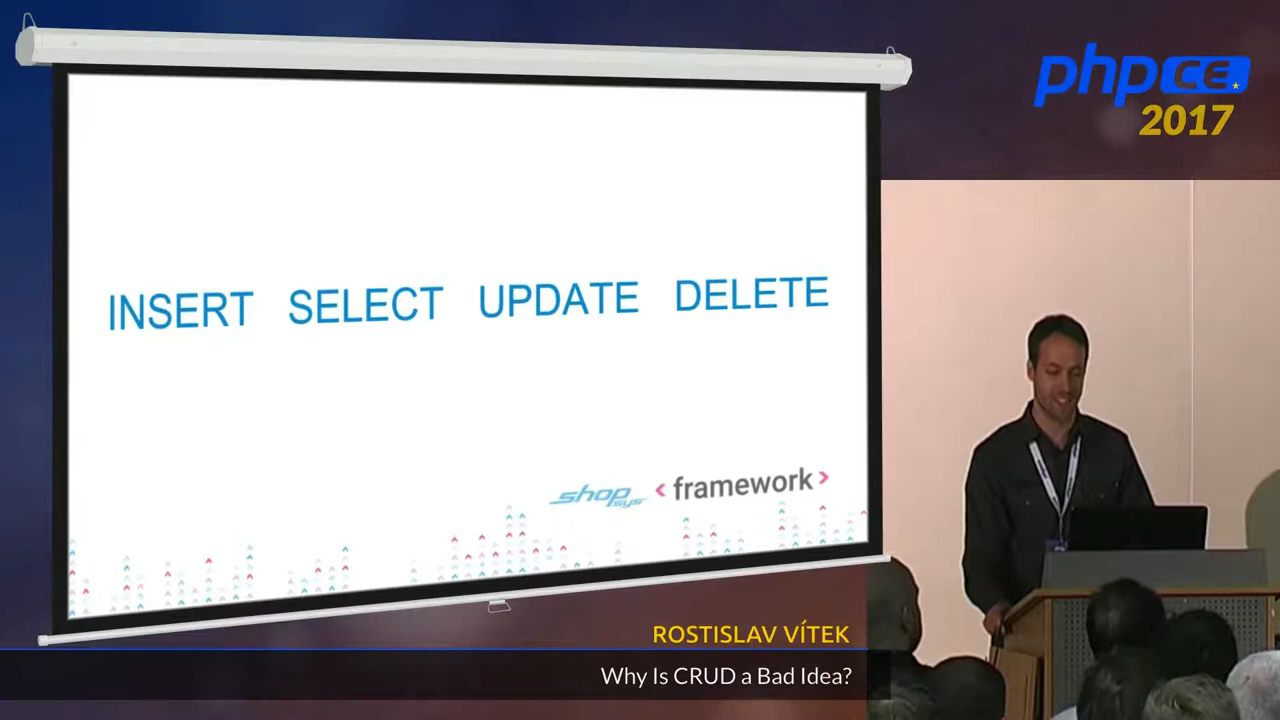 phpCE
2017
INSERT SELECT UPDATE DELETE
shopsys <framework>
ROSTISLAV VÍTEK
Why Is CRUD a Bad Idea?